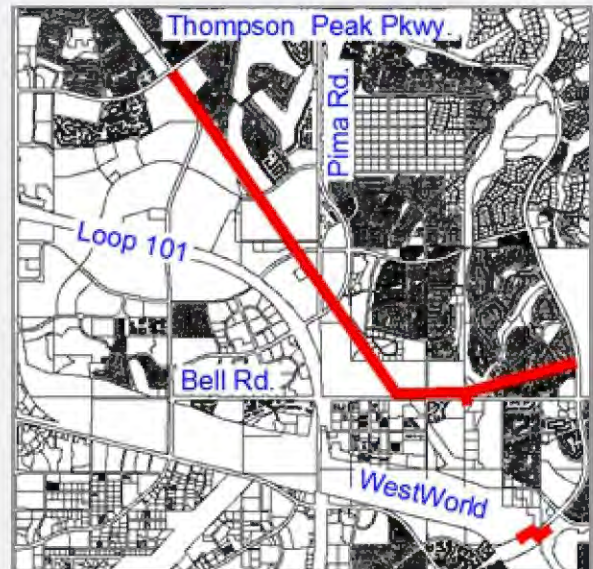 Thompson Peak Pkwy.
Pima Rd.
Loop 101
Bell Rd.
WestWorld